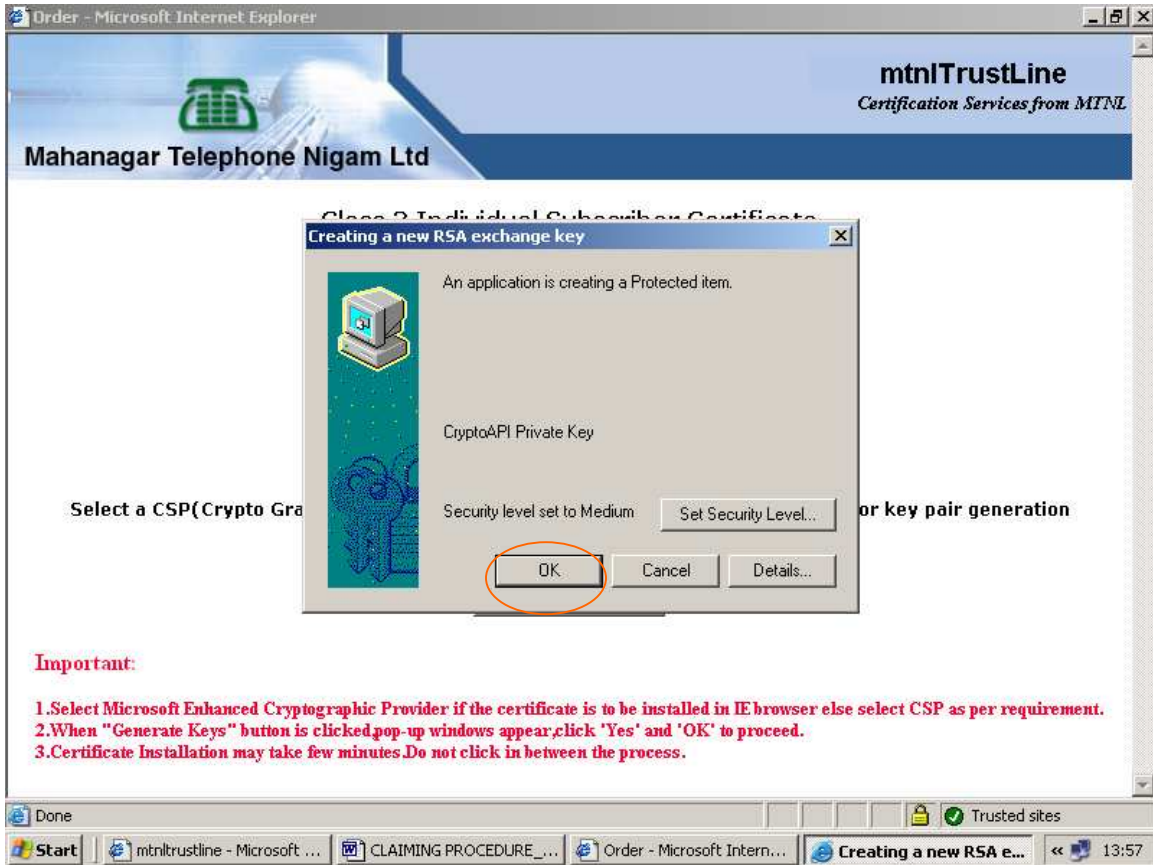 Order - Microsoft Internet Explorer
mtnlTrustLine
Certification Services from MTNL
Mahanagar Telephone Nigam Ltd
Individual Subscriber Certificate
Creating a new RSA exchange key
An application is creating a Protected item.
CryptoAPI Private Key
Select a CSP(Crypto Gra
or key pair generation
Security level set to Medium
Set Security Level...
OK
Cancel
Details...
Important:
1.Select Microsoft Enhanced Cryptographic Provider if the certificate is to be installed in IE browser else select CSP as per requirement.
2.When "Generate Keys" button is clicked,pop-up windows appear,click 'Yes' and 'OK' to proceed.
3.Certificate Installation may take few minutes.Do not click in between the process.
Done
Trusted sites
Start
mtnltrustline - Microsoft ...
CLAIMING PROCEDURE_...
Order - Microsoft Intern...
Creating a new RSA e...
«
13:57